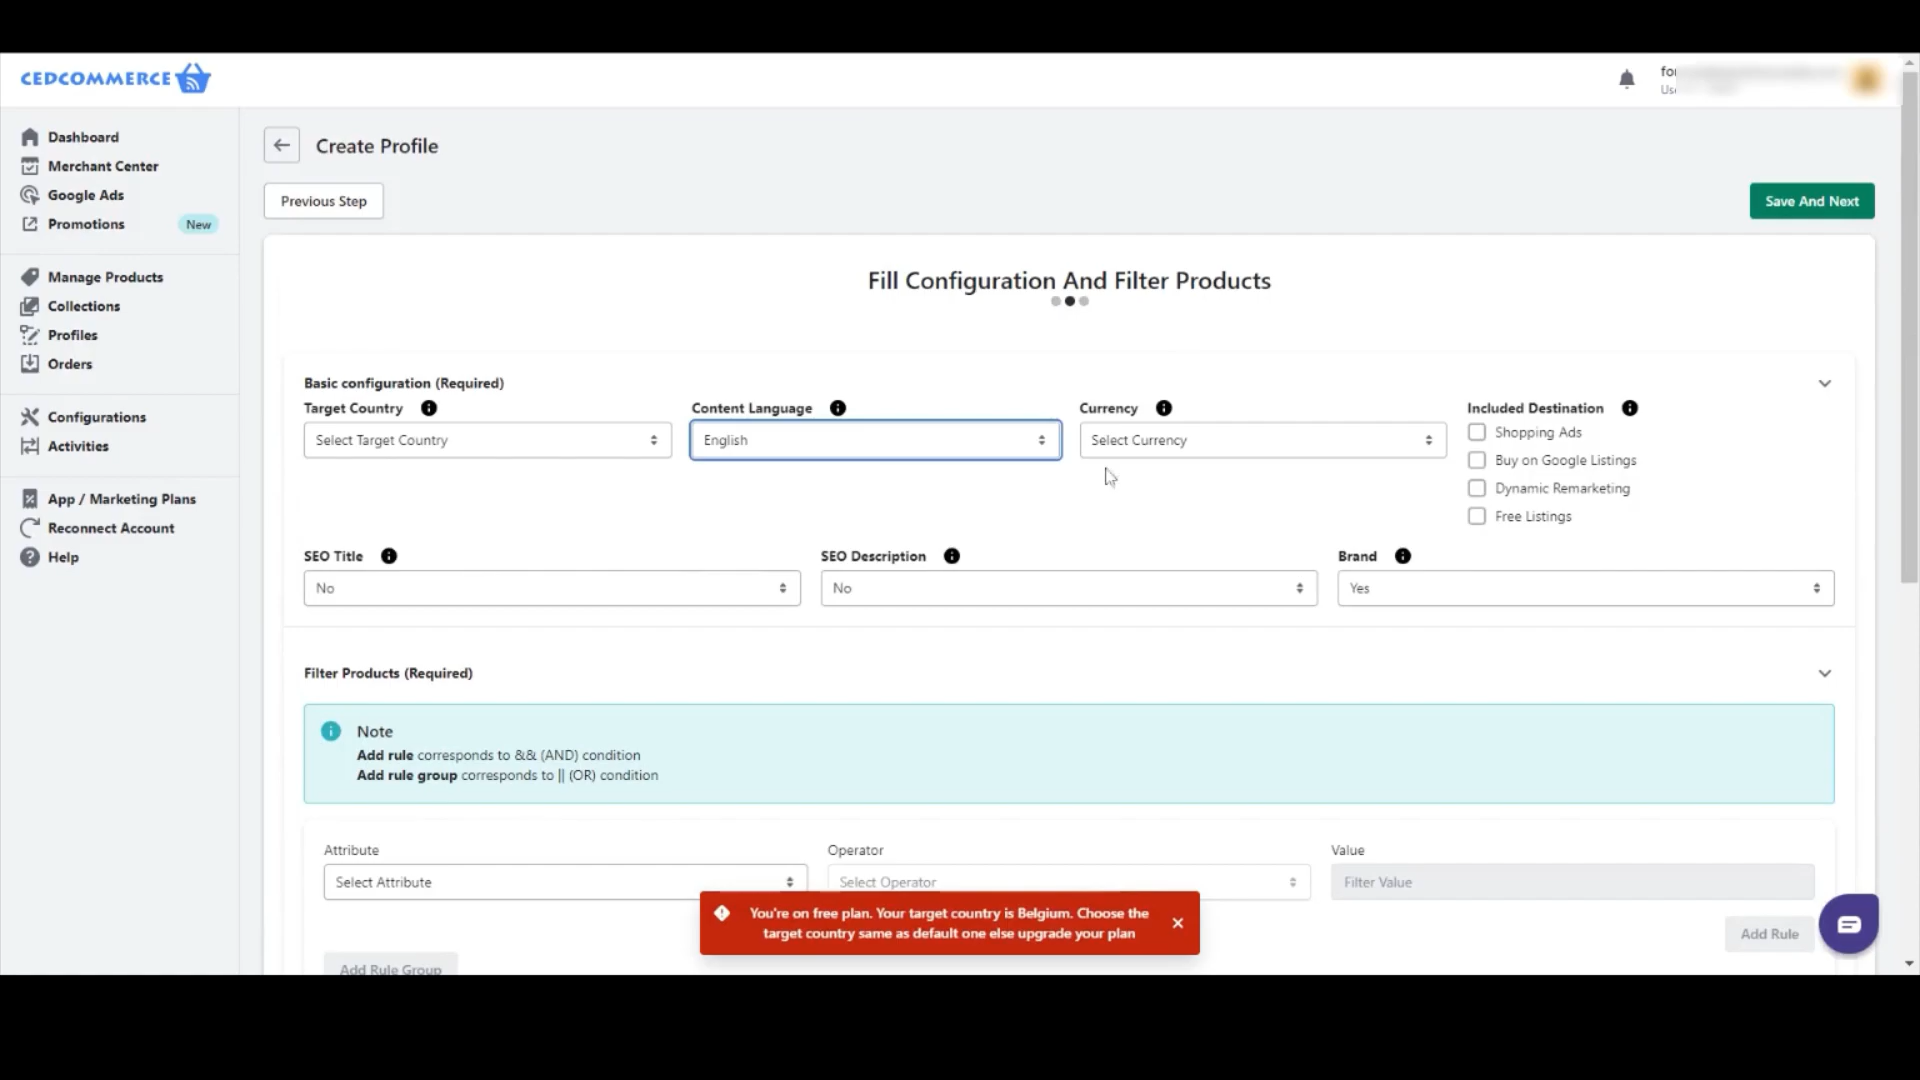 CEDCOMMERCE
Dashboard
Merchant Center
Google Ads
Promotions New
Manage Products
Collections
Profiles
Orders
Configurations
Activities
App / Marketing Plans
Reconnect Account
Help
Create Profile
Previous Step
Save And Next
Fill Configuration And Filter Products
Basic configuration (Required)
Target Country
Content Language
Currency
Included Destination
Select Target Country
English
Select Currency
Shopping Ads
Buy on Google Listings
Dynamic Remarketing
Free Listings
SEO Title
SEO Description
Brand
No
No
Yes
Filter Products (Required)
Note
Add rule corresponds to && (AND) condition
Add rule group corresponds to || (OR) condition
Attribute
Operator
Value
Select Attribute
Select Operator
Filter Value
You're on free plan. Your target country is Belgium. Choose the
target country same as default one else upgrade your plan
Add Rule
Add Rule Group